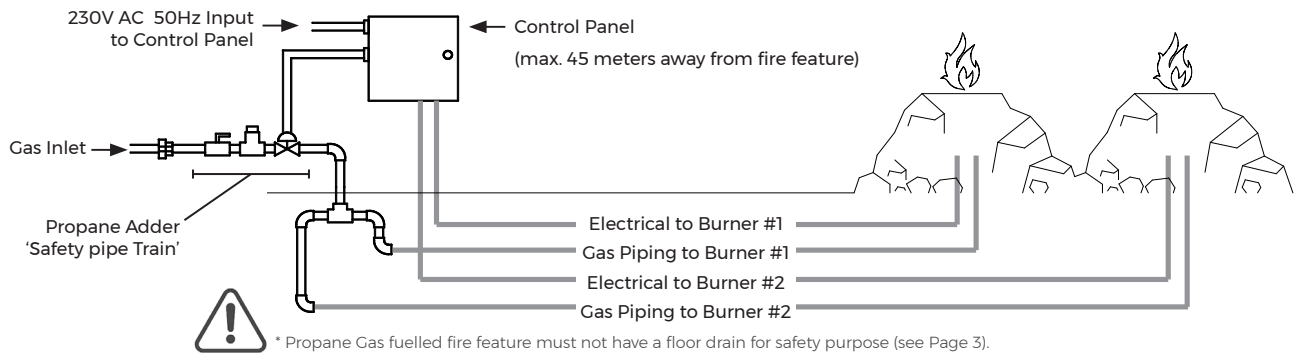 230V AC 50Hz Input
to Control Panel
Control Panel
(max. 45 meters away from fire feature)
Gas Inlet
Propane Adder
‘Safety pipe Train’
Electrical to Burner #1
Gas Piping to Burner #1
Electrical to Burner #2
Gas Piping to Burner #2
* Propane Gas fuelled fire feature must not have a floor drain for safety purpose (see Page 3).